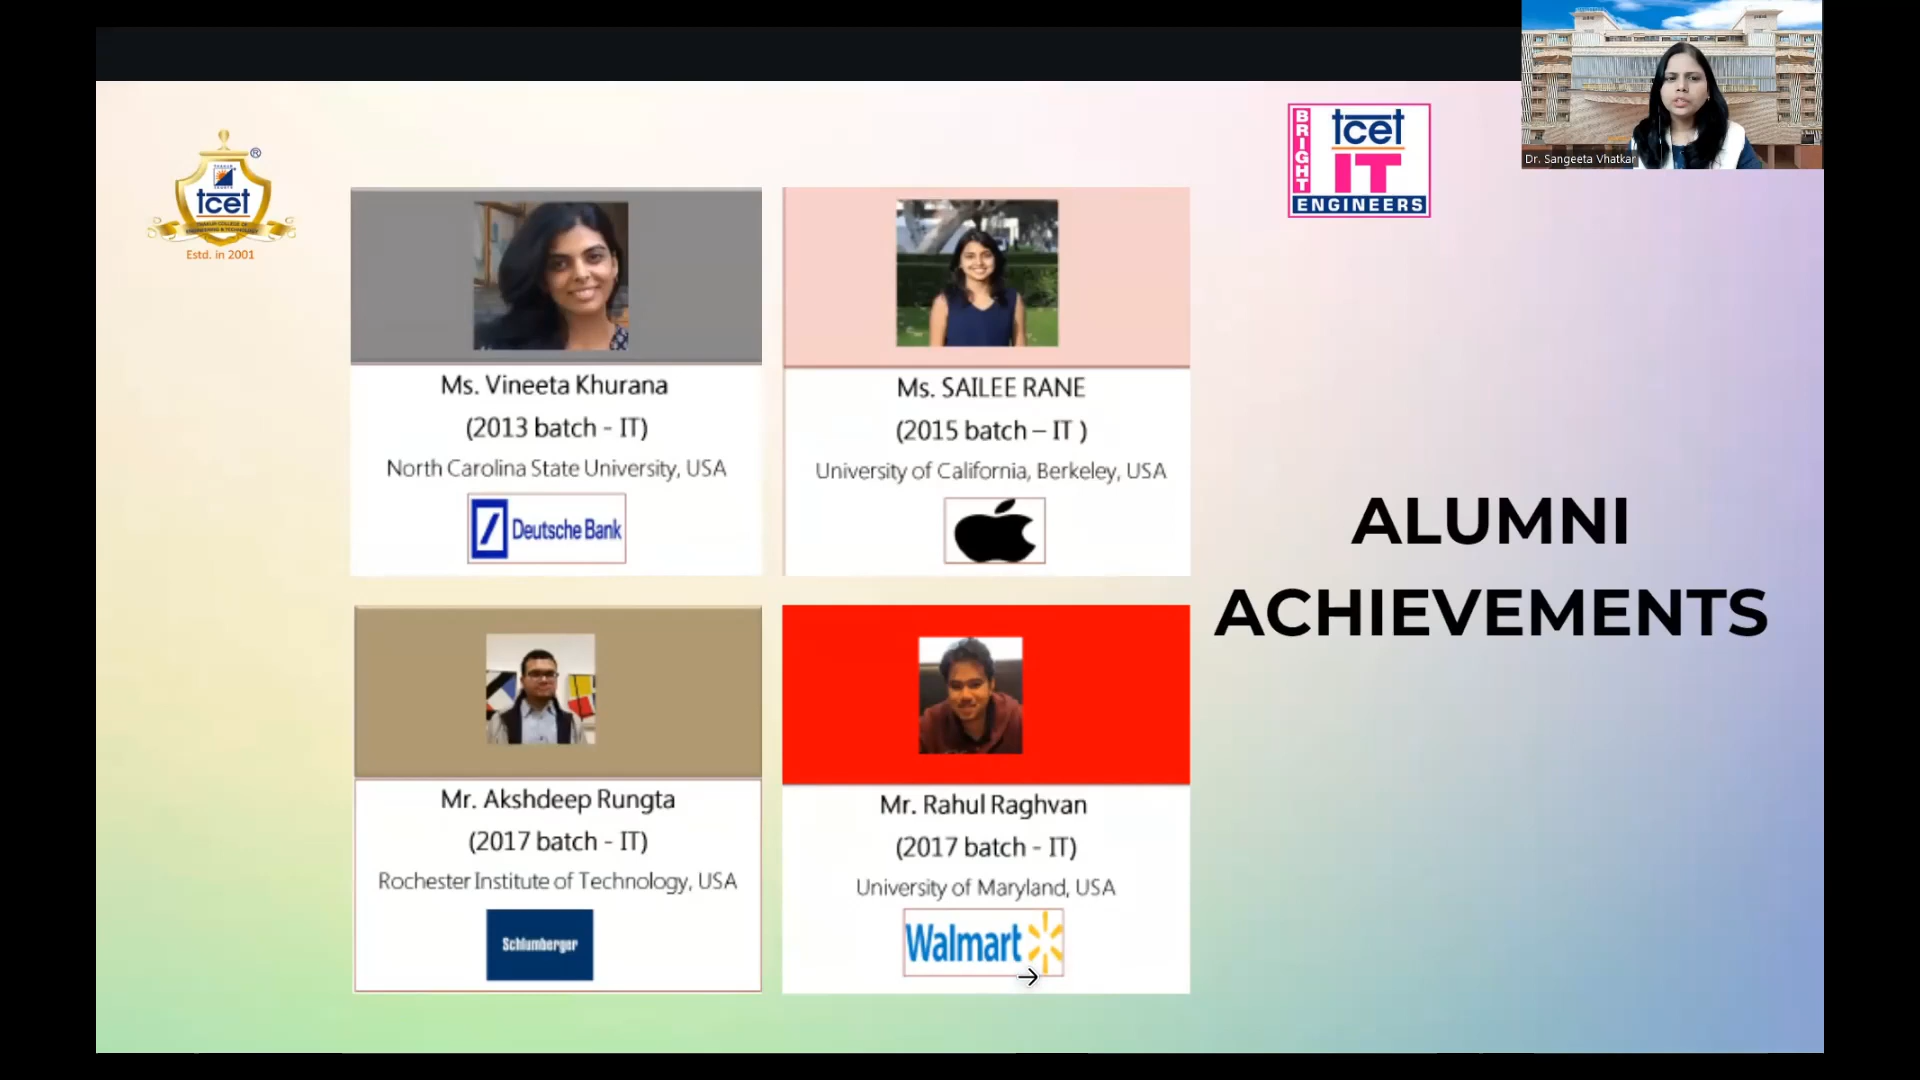 Dr. Sangeeta Vhatkar
®
tcet
Estd. in 2001
BRIGHT
tcet
IT
ENGINEERS
Ms. Vineeta Khurana
(2013 batch - IT)
North Carolina State University, USA
Deutsche Bank
Ms. SAILEE RANE
(2015 batch – IT )
University of California, Berkeley, USA
Mr. Akshdeep Rungta
(2017 batch - IT)
Rochester Institute of Technology, USA
Schlumberger
Mr. Rahul Raghvan
(2017 batch - IT)
University of Maryland, USA
Walmart
ALUMNI
ACHIEVEMENTS